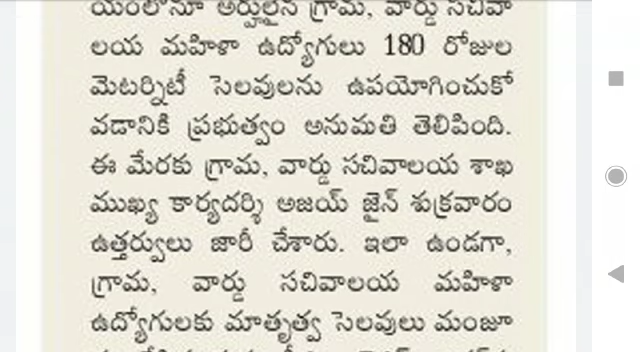 యంలోనూ అర్హులైన గ్రామ, వార్డు సచివా
లయ మహిళా ఉద్యోగులు 180 రోజుల
మెటర్నిటీ సెలవులను ఉపయోగించుకో
వడానికి ప్రభుత్వం అనుమతి తెలిపింది.
ఈ మేరకు గ్రామ, వార్డు సచివాలయ శాఖ
ముఖ్య కార్యదర్శి అజయ్ జైన్ శుక్రవారం
ఉత్తర్వులు జారీ చేశారు. ఇలా ఉండగా,
గ్రామ, వార్డు సచివాలయ మహిళా
ఉద్యోగులకు మాతృత్వ సెలవులు మంజూ